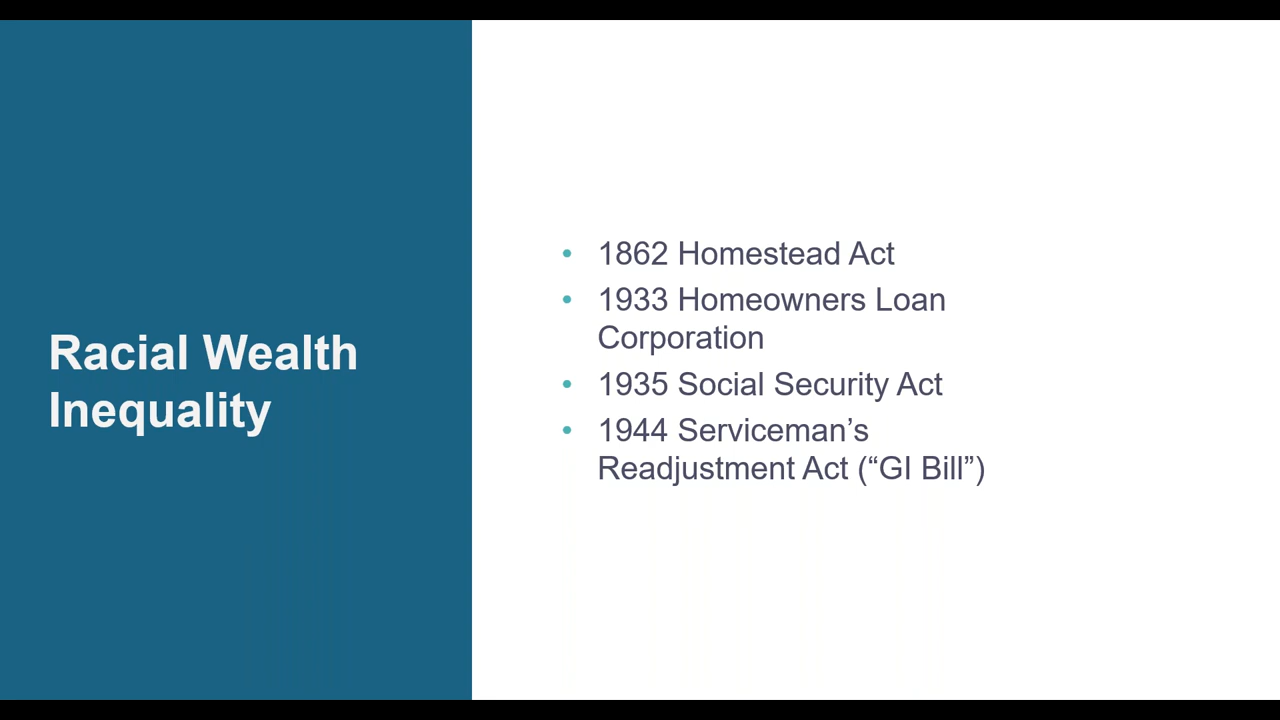 Racial Wealth
Inequality
• 1862 Homestead Act
• 1933 Homeowners Loan
Corporation
• 1935 Social Security Act
• 1944 Serviceman’s
Readjustment Act (“GI Bill”)